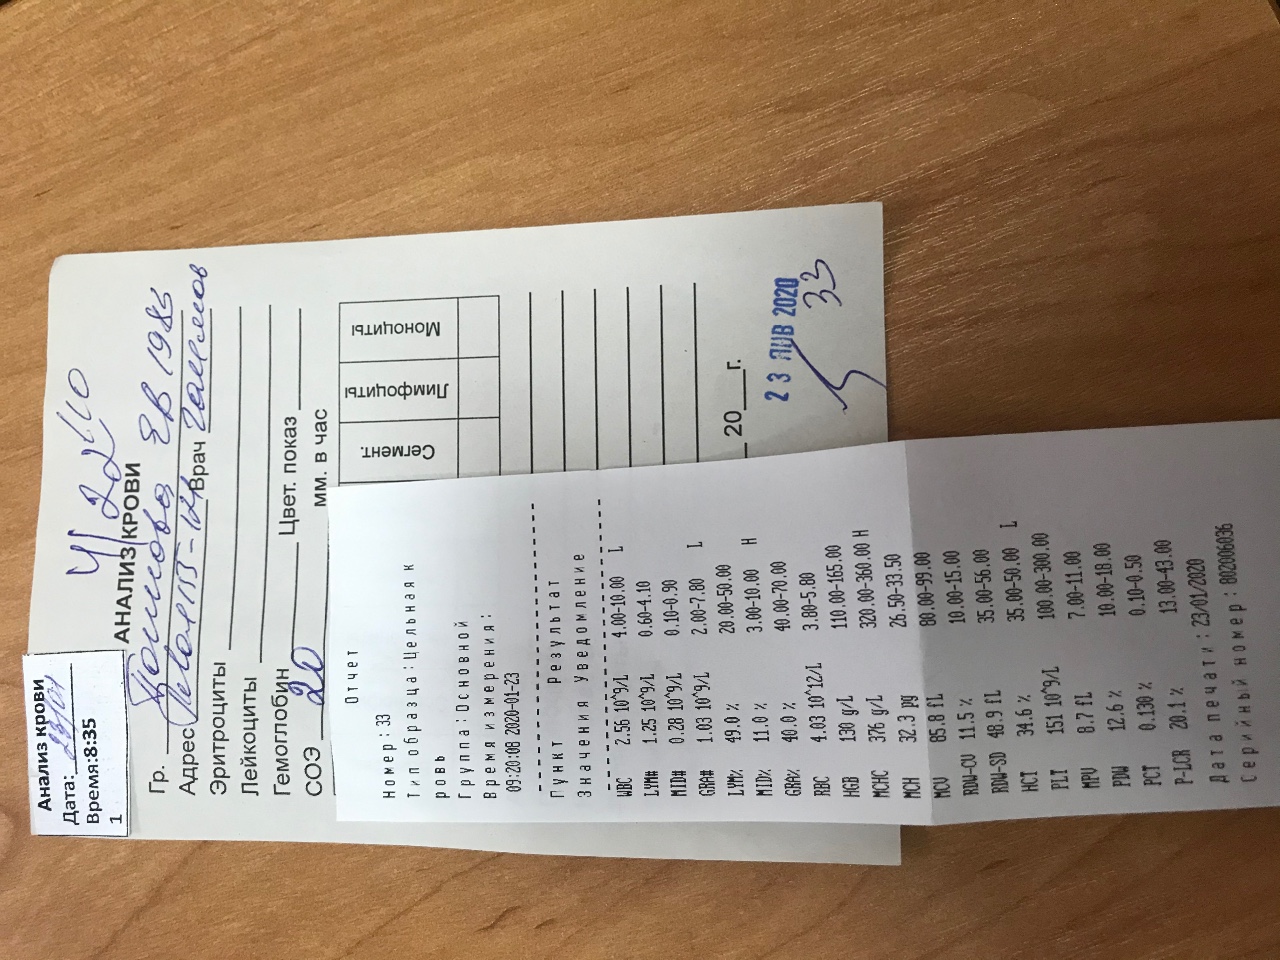 Анализ крови
Дата: 23/01
Время:8:35
1
АНАЛИЗ КРОВИ
Гр. ЕВ 198
Адрес Врач
Эритроциты
Лейкоциты
Гемоглобин Цвет. показ
СОЭ 20 мм. в час
Сегмент. Лимфоциты Моноциты
20 г.
23 ЯНВ 2020
33
Отчет
Номер:33
Тип образца:Цельная к
ровь
Группа:Основной
Время измерения:
09:20:08 2020-01-23
Пункт результат
Значения уведомление
WBC 2.56 10^9/L 4.00-10.00 L
LYM# 1.25 10^9/L 0.60-4.10
MID# 0.28 10^9/L 0.10-0.90
GRA# 1.03 10^9/L 2.00-7.80 L
LYM% 49.0 % 20.00-50.00
MID% 11.0 % 3.00-10.00 H
GRA% 40.0 % 40.00-70.00
RBC 4.03 10^12/L 3.80-5.80
HGB 130 g/L 110.00-165.00
MCHC 376 g/L 320.00-360.00 H
MCH 32.3 pg 26.50-33.50
MCV 85.8 fL 80.00-99.00
RDW-CV 11.5 % 10.00-15.00
RDW-SD 48.9 fL 35.00-56.00
HCT 34.6 % 35.00-50.00 L
PLT 151 10^9/L 100.00-300.00
MPV 8.7 fL 7.00-11.00
PDW 12.6 % 10.00-18.00
PCT 0.130 % 0.10-0.50
P-LCR 20.1 % 13.00-43.00
Дата печати:23/01/2020
Серийный номер:802006036